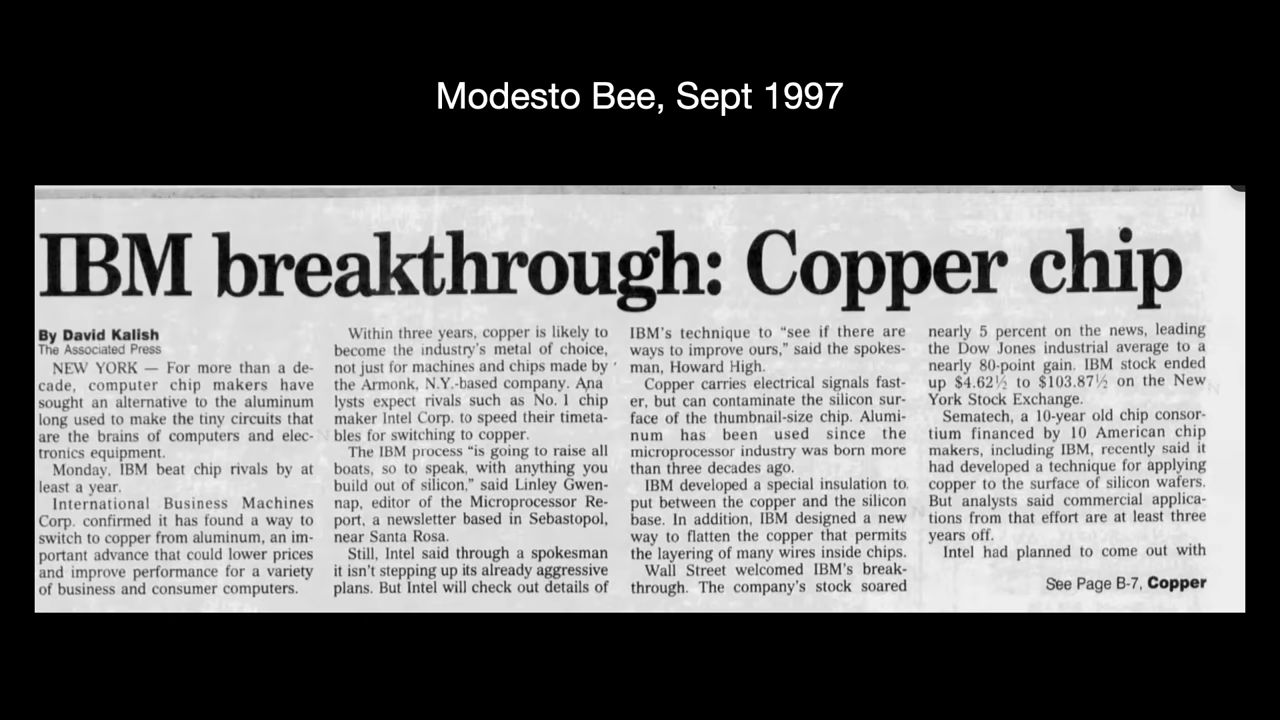 Modesto Bee, Sept 1997
IBM breakthrough: Copper chip
By David Kalish
The Associated Press
NEW YORK — For more than a de-
cade, computer chip makers have
sought an alternative to the aluminum
long used to make the tiny circuits that
are the brains of computers and elec-
tronics equipment.
Monday, IBM beat chip rivals by at
least a year.
International Business Machines
Corp. confirmed it has found a way to
switch to copper from aluminum, an im-
portant advance that could lower prices
and improve performance for a variety
of business and consumer computers.
Within three years, copper is likely to
become the industry's metal of choice,
not just for machines and chips made by
the Armonk, N.Y.-based company. Ana
lysts expect rivals such as No. 1 chip
maker Intel Corp. to speed their timeta-
bles for switching to copper.
The IBM process "is going to raise all
boats, so to speak, with anything you
build out of silicon," said Linley Gwen-
nap, editor of the Microprocessor Re-
port, a newsletter based in Sebastopol,
near Santa Rosa.
Still, Intel said through a spokesman
it isn't stepping up its already aggressive
plans. But Intel will check out details of
IBM's technique to "see if there are
ways to improve ours," said the spokes-
man, Howard High.
Copper carries electrical signals fast-
er, but can contaminate the silicon sur-
face of the thumbnail-size chip. Alumi-
num has been used since the
microprocessor industry was born more
than three decades ago.
IBM developed a special insulation to
put between the copper and the silicon
base. In addition, IBM designed a new
way to flatten the copper that permits
the layering of many wires inside chips.
Wall Street welcomed IBM's break-
through. The company's stock soared
nearly 5 percent on the news, leading
the Dow Jones industrial average to a
nearly 80-point gain. IBM stock ended
up $4.62½ to $103.87½ on the New
York Stock Exchange.
Sematech, a 10-year old chip consor-
tium financed by 10 American chip
makers, including IBM, recently said it
had developed a technique for applying
copper to the surface of silicon wafers.
But analysts said commercial applica-
tions from that effort are at least three
years off.
Intel had planned to come out with
See Page B-7, Copper